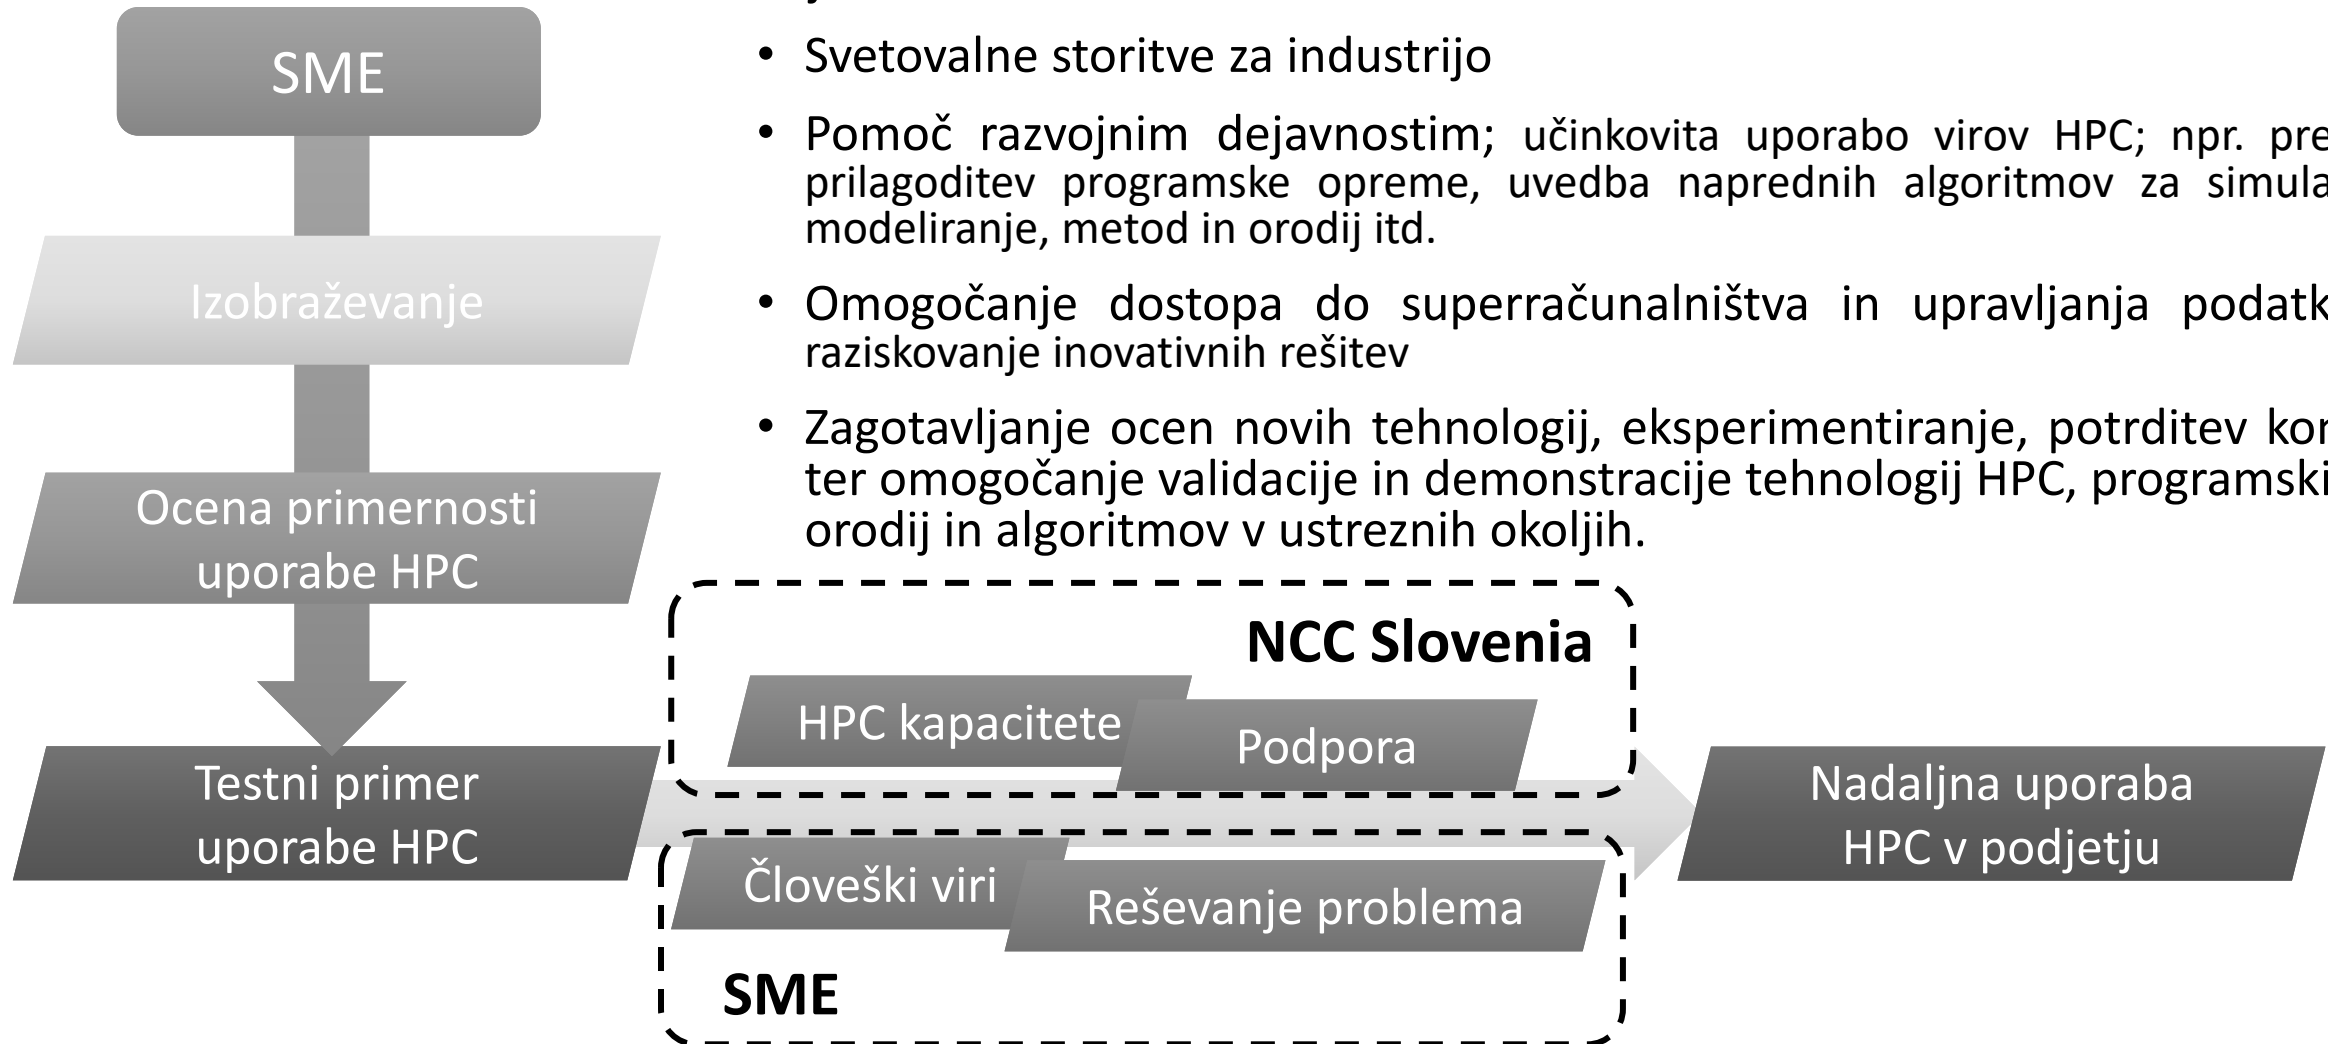 SME
Izobraževanje
Ocena primernosti
uporabe HPC
Testni primer
uporabe HPC
• Svetovalne storitve za industrijo
• Pomoč razvojnim dejavnostim; učinkovita uporabo virov HPC; npr.
prilagoditev programske opreme, uvedba naprednih algoritmov za
modeliranje, metod in orodij itd.
• Omogočanje dostopa do superračunalništva in upravljanja
raziskovanje inovativnih rešitev
• Zagotavljanje ocen novih tehnologij, eksperimentiranje, potrditev
ter omogočanje validacije in demonstracije tehnologij HPC,
orodij in algoritmov v ustreznih okoljih.
NCC Slovenia
HPC kapacitete
Podpora
Človeški viri
Reševanje problema
SME
Nadaljna uporaba
HPC v podjetju